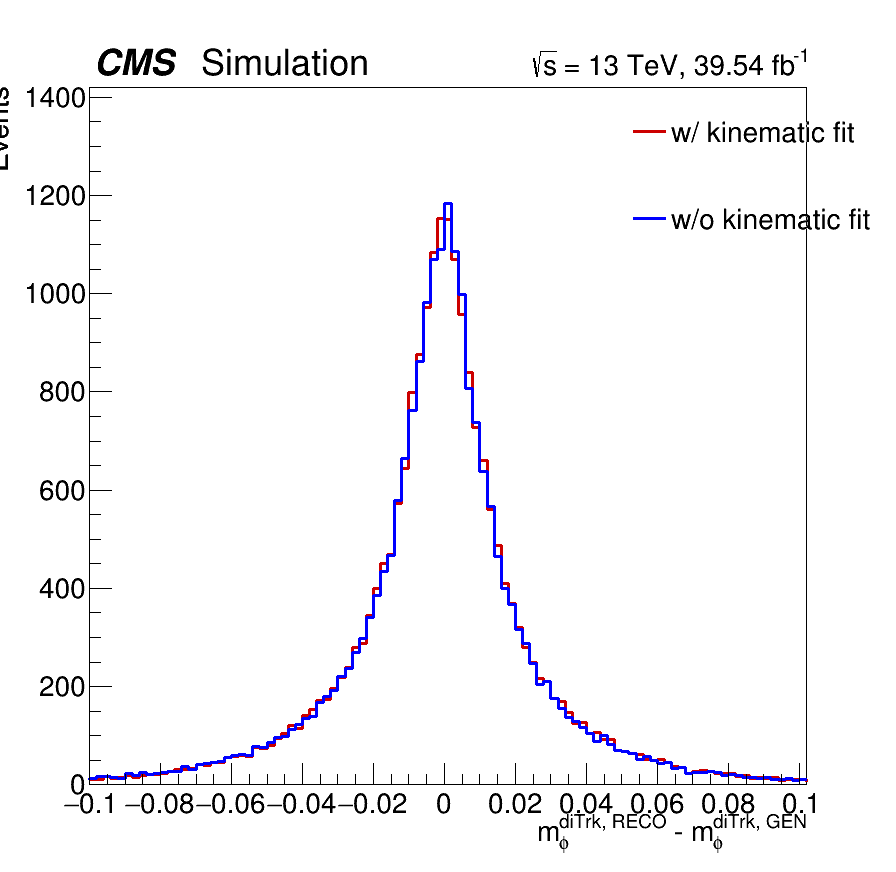 CMS Simulation
√s = 13 TeV, 39.54 fb⁻¹
Events
1400
1200
1000
800
600
400
200
0
w/ kinematic fit
w/o kinematic fit
−0.1 −0.08 −0.06 −0.04 −0.02 0 0.02 0.04 0.06 0.08 0.1
m_ϕ^{diTrk, RECO} - m_ϕ^{diTrk, GEN}